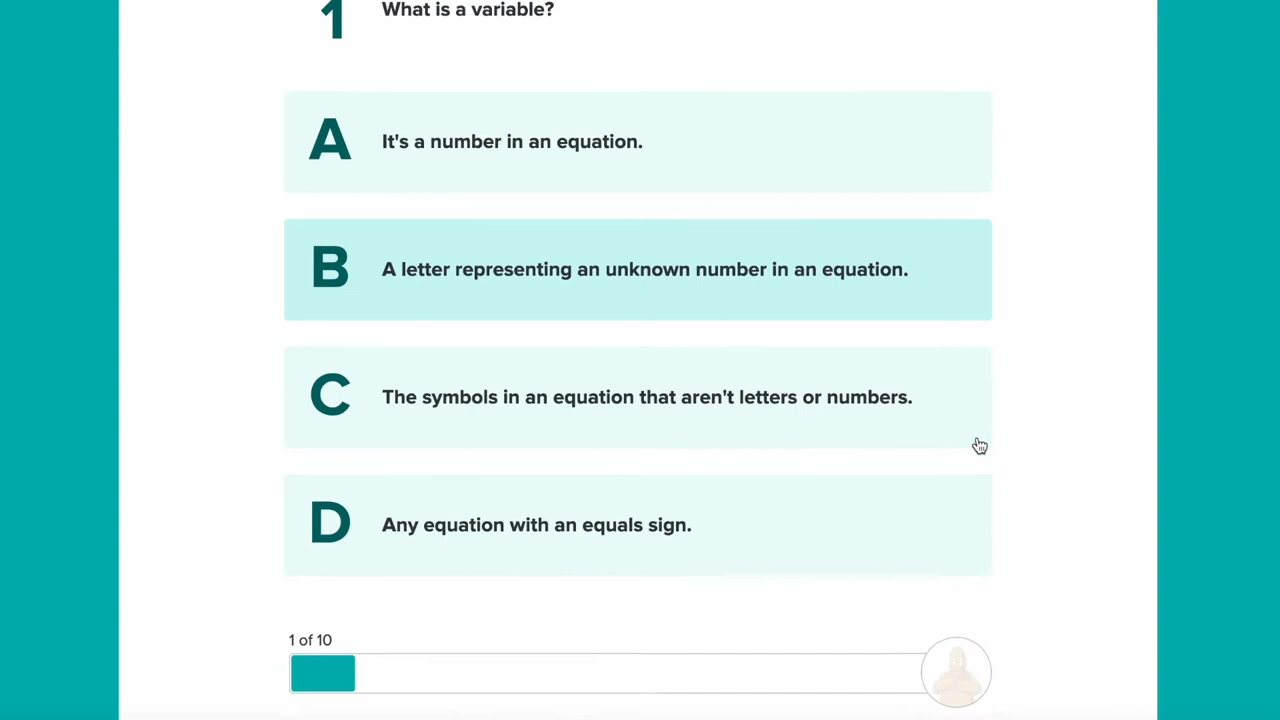 1 What is a variable?
A It's a number in an equation.
B A letter representing an unknown number in an equation.
C The symbols in an equation that aren't letters or numbers.
D Any equation with an equals sign.
1 of 10